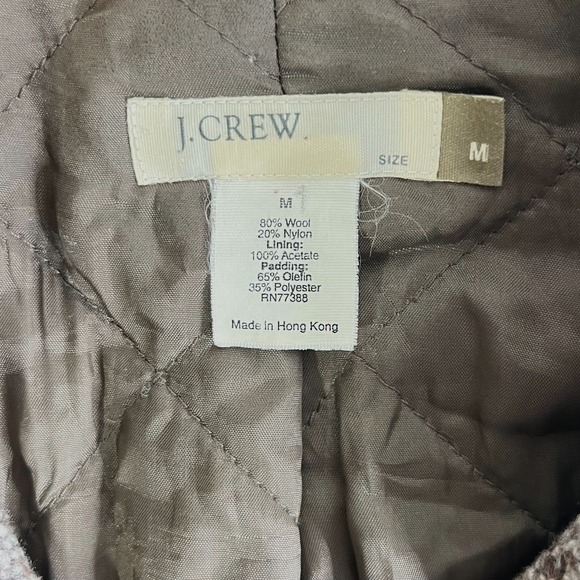 J.CREW.
SIZE M
M
80% Wool
20% Nylon
Lining:
100% Acetate
Padding:
65% Olefin
35% Polyester
RN77388
Made in Hong Kong